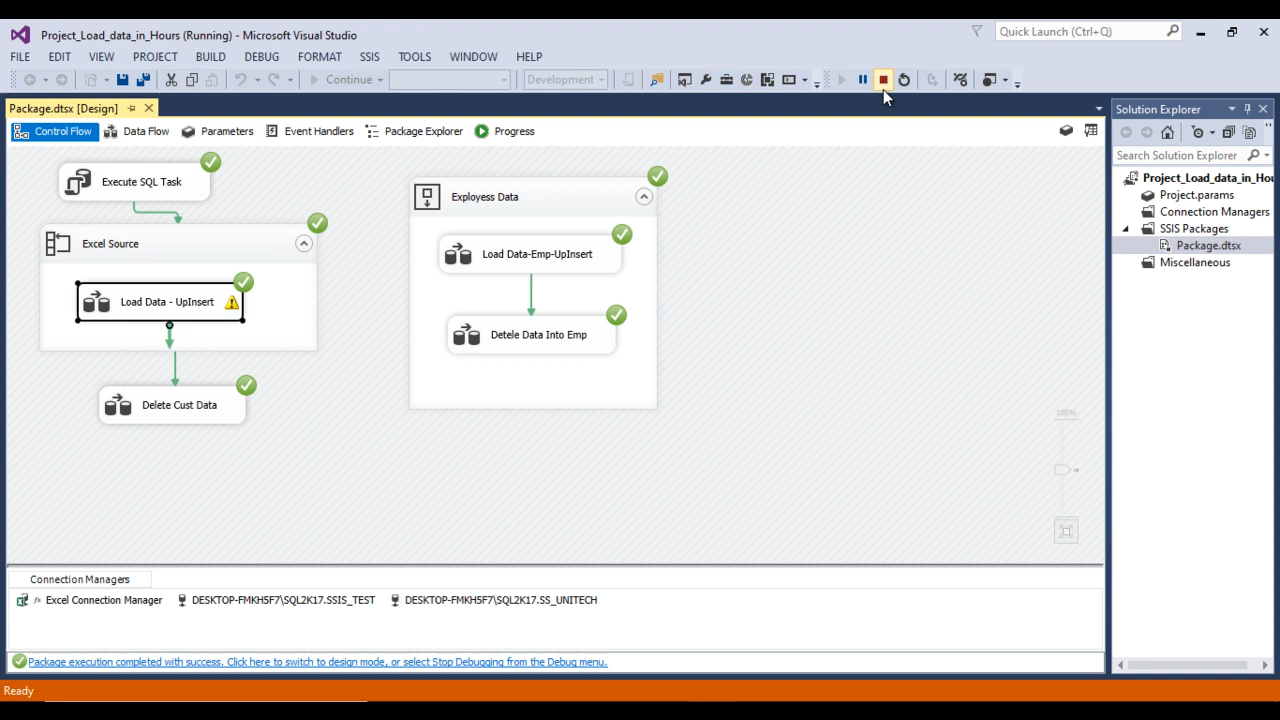 Project_Load_data_in_Hours (Running) - Microsoft Visual Studio
Quick Launch (Ctrl+Q)
FILE EDIT VIEW PROJECT BUILD DEBUG FORMAT SSIS TOOLS WINDOW HELP
Continue
Development
Package.dtsx [Design]
Control Flow Data Flow Parameters Event Handlers Package Explorer Progress
Execute SQL Task
Excel Source
Load Data - UpInsert
Delete Cust Data
Exployess Data
Load Data-Emp-UpInsert
Detele Data Into Emp
100%
Connection Managers
fx Excel Connection Manager DESKTOP-FMKH5F7\SQL2K17.SSIS_TEST DESKTOP-FMKH5F7\SQL2K17.SS_UNITECH
Package execution completed with success. Click here to switch to design mode, or select Stop Debugging from the Debug menu.
Solution Explorer
Search Solution Explorer
Project_Load_data_in_Hou
Project.params
Connection Managers
SSIS Packages
Package.dtsx
Miscellaneous
Ready